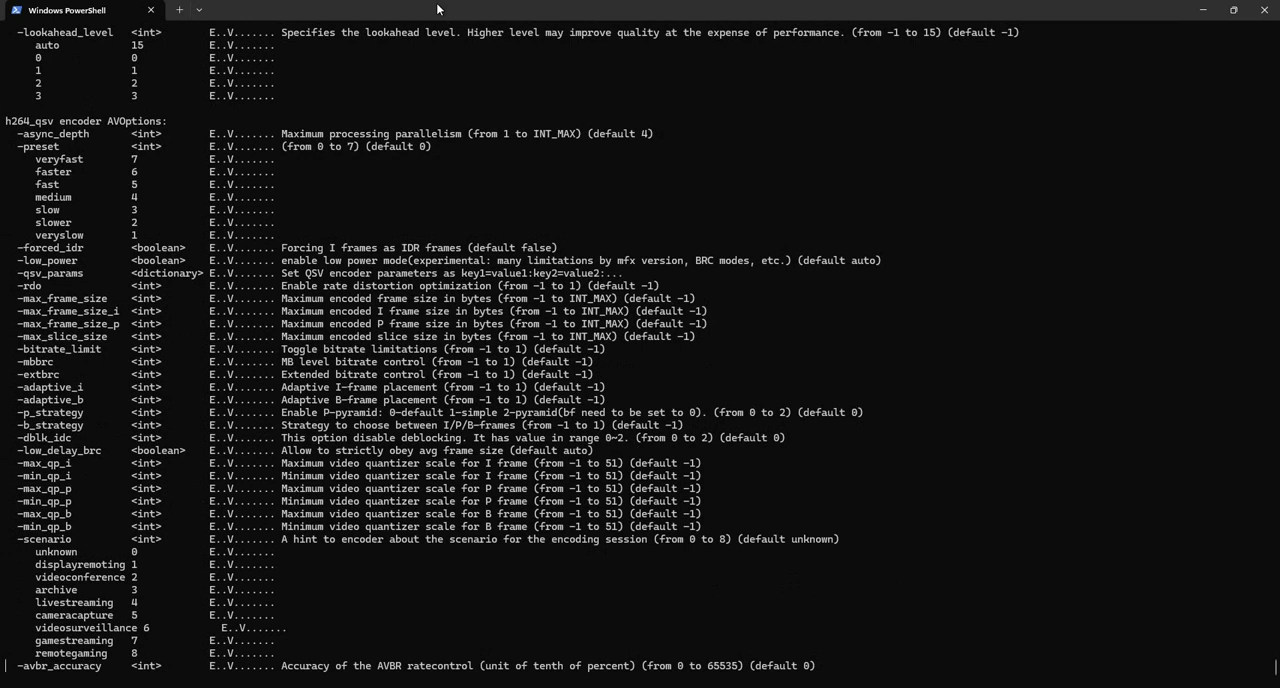 Windows PowerShell
-lookahead_level <int> E..V....... Specifies the lookahead level. Higher level may improve quality at the expense of performance. (from -1 to 15) (default -1)
auto 15 E..V.......
0 0 E..V.......
1 1 E..V.......
2 2 E..V.......
3 3 E..V.......
h264_qsv encoder AVOptions:
-async_depth <int> E..V....... Maximum processing parallelism (from 1 to INT_MAX) (default 4)
-preset <int> E..V....... (from 0 to 7) (default 0)
veryfast 7 E..V.......
faster 6 E..V.......
fast 5 E..V.......
medium 4 E..V.......
slow 3 E..V.......
slower 2 E..V.......
veryslow 1 E..V.......
-forced_idr <boolean> E..V....... Forcing I frames as IDR frames (default false)
-low_power <boolean> E..V....... enable low power mode(experimental: many limitations by mfx version, BRC modes, etc.) (default auto)
-qsv_params <dictionary> E..V....... Set QSV encoder parameters as key1=value1:key2=value2:...
-rdo <int> E..V....... Enable rate distortion optimization (from -1 to 1) (default -1)
-max_frame_size <int> E..V....... Maximum encoded frame size in bytes (from -1 to INT_MAX) (default -1)
-max_frame_size_i <int> E..V....... Maximum encoded I frame size in bytes (from -1 to INT_MAX) (default -1)
-max_frame_size_p <int> E..V....... Maximum encoded P frame size in bytes (from -1 to INT_MAX) (default -1)
-max_slice_size <int> E..V....... Maximum encoded slice size in bytes (from -1 to INT_MAX) (default -1)
-bitrate_limit <int> E..V....... Toggle bitrate limitations (from -1 to 1) (default -1)
-mbbrc <int> E..V....... MB level bitrate control (from -1 to 1) (default -1)
-extbrc <int> E..V....... Extended bitrate control (from -1 to 1) (default -1)
-adaptive_i <int> E..V....... Adaptive I-frame placement (from -1 to 1) (default -1)
-adaptive_b <int> E..V....... Adaptive B-frame placement (from -1 to 1) (default -1)
-p_strategy <int> E..V....... Enable P-pyramid: 0-default 1-simple 2-pyramid(bf need to be set to 0). (from 0 to 2) (default 0)
-b_strategy <int> E..V....... Strategy to choose between I/P/B-frames (from -1 to 1) (default -1)
-dblk_idc <int> E..V....... This option disable deblocking. It has value in range 0~2. (from 0 to 2) (default 0)
-low_delay_brc <boolean> E..V....... Allow to strictly obey avg frame size (default auto)
-max_qp_i <int> E..V....... Maximum video quantizer scale for I frame (from -1 to 51) (default -1)
-min_qp_i <int> E..V....... Minimum video quantizer scale for I frame (from -1 to 51) (default -1)
-max_qp_p <int> E..V....... Maximum video quantizer scale for P frame (from -1 to 51) (default -1)
-min_qp_p <int> E..V....... Minimum video quantizer scale for P frame (from -1 to 51) (default -1)
-max_qp_b <int> E..V....... Maximum video quantizer scale for B frame (from -1 to 51) (default -1)
-min_qp_b <int> E..V....... Minimum video quantizer scale for B frame (from -1 to 51) (default -1)
-scenario <int> E..V....... A hint to encoder about the scenario for the encoding session (from 0 to 8) (default unknown)
unknown 0 E..V.......
displayremoting 1 E..V.......
videoconference 2 E..V.......
archive 3 E..V.......
livestreaming 4 E..V.......
cameracapture 5 E..V.......
videosurveillance 6 E..V.......
gamestreaming 7 E..V.......
remotegaming 8 E..V.......
-avbr_accuracy <int> E..V....... Accuracy of the AVBR ratecontrol (unit of tenth of percent) (from 0 to 65535) (default 0)